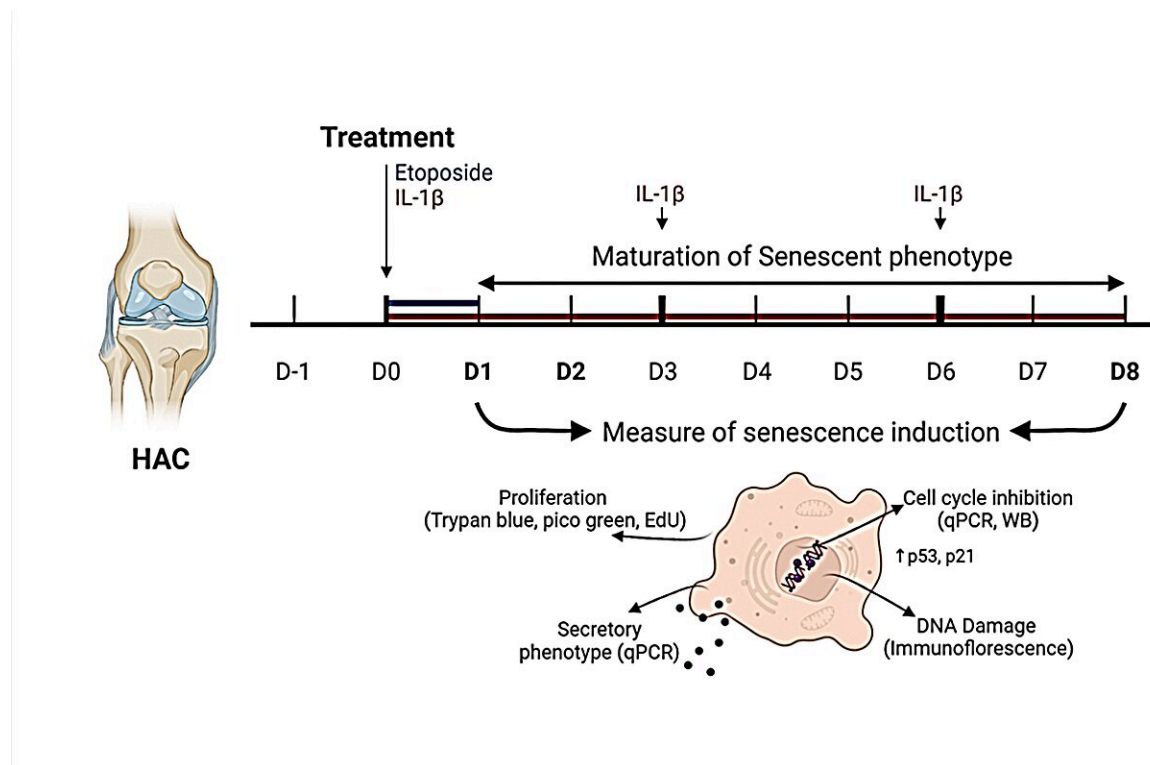 Treatment
Etoposide
IL-1β
IL-1β
IL-1β
Maturation of Senescent phenotype
D-1 D0 D1 D2 D3 D4 D5 D6 D7 D8
HAC
Measure of senescence induction
Proliferation
(Trypan blue, pico green, EdU)
Cell cycle inhibition
(qPCR, WB)
↑p53, p21
Secretory
phenotype (qPCR)
DNA Damage
(Immunoflorescence)